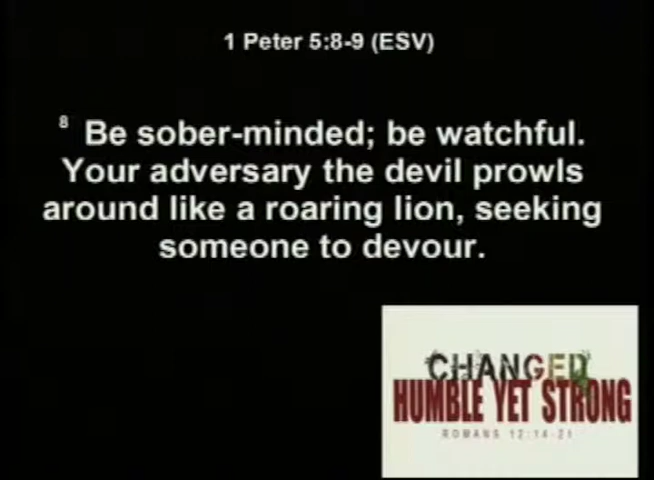 1 Peter 5:8-9 (ESV)
8 Be sober-minded; be watchful.
Your adversary the devil prowls
around like a roaring lion, seeking
someone to devour.
CHANGED
HUMBLE YET STRONG
ROMANS 12:14-21